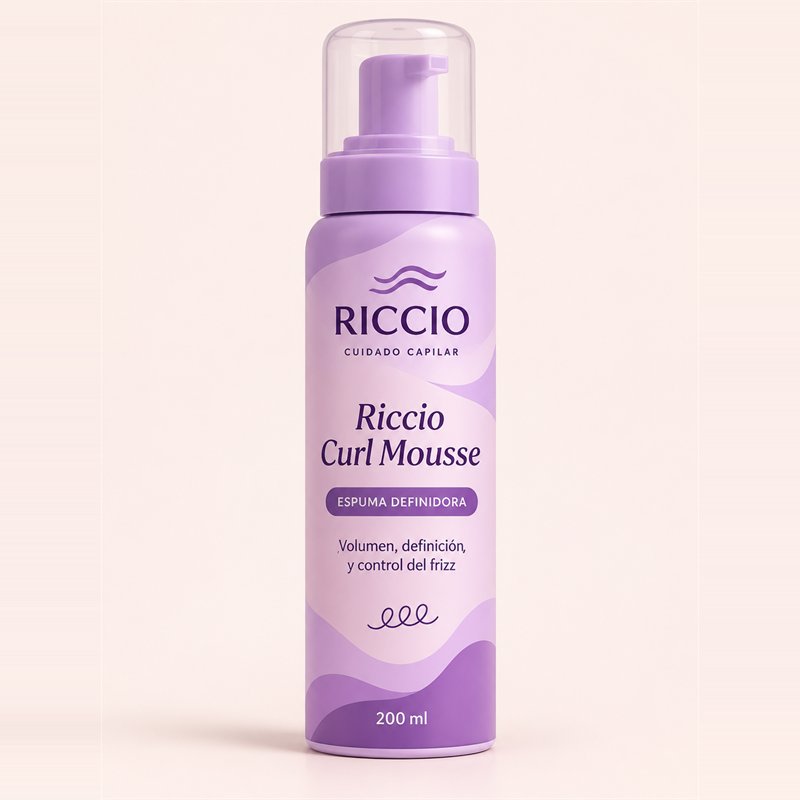 RICCIO
CUIDADO CAPILAR
Riccio
Curl Mousse
ESPUMA DEFINIDORA
Volumen, definición,
y control del frizz
200 ml